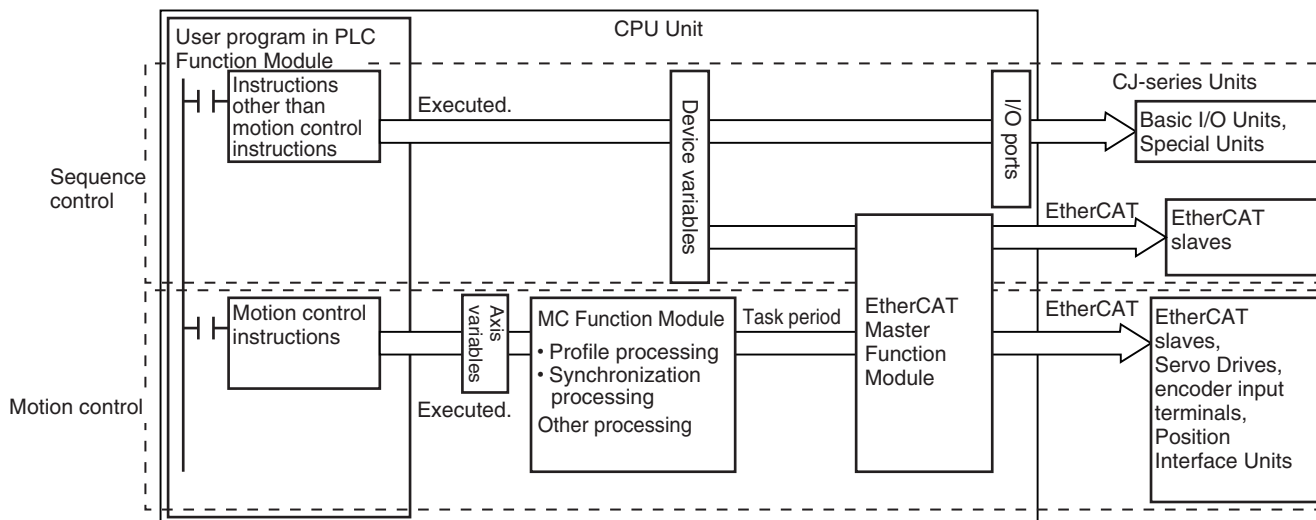 CPU Unit
User program in PLC
Function Module
Instructions
other than
motion control
instructions
Executed.
Device variables
I/O ports
CJ-series Units
Basic I/O Units,
Special Units
Sequence
control
EtherCAT
EtherCAT
slaves
Motion control
Motion control
instructions
Axis
variables
Executed.
MC Function Module
• Profile processing
• Synchronization
processing
Other processing
Task period
EtherCAT
Master
Function
Module
EtherCAT
EtherCAT
slaves,
Servo Drives,
encoder input
terminals,
Position
Interface Units